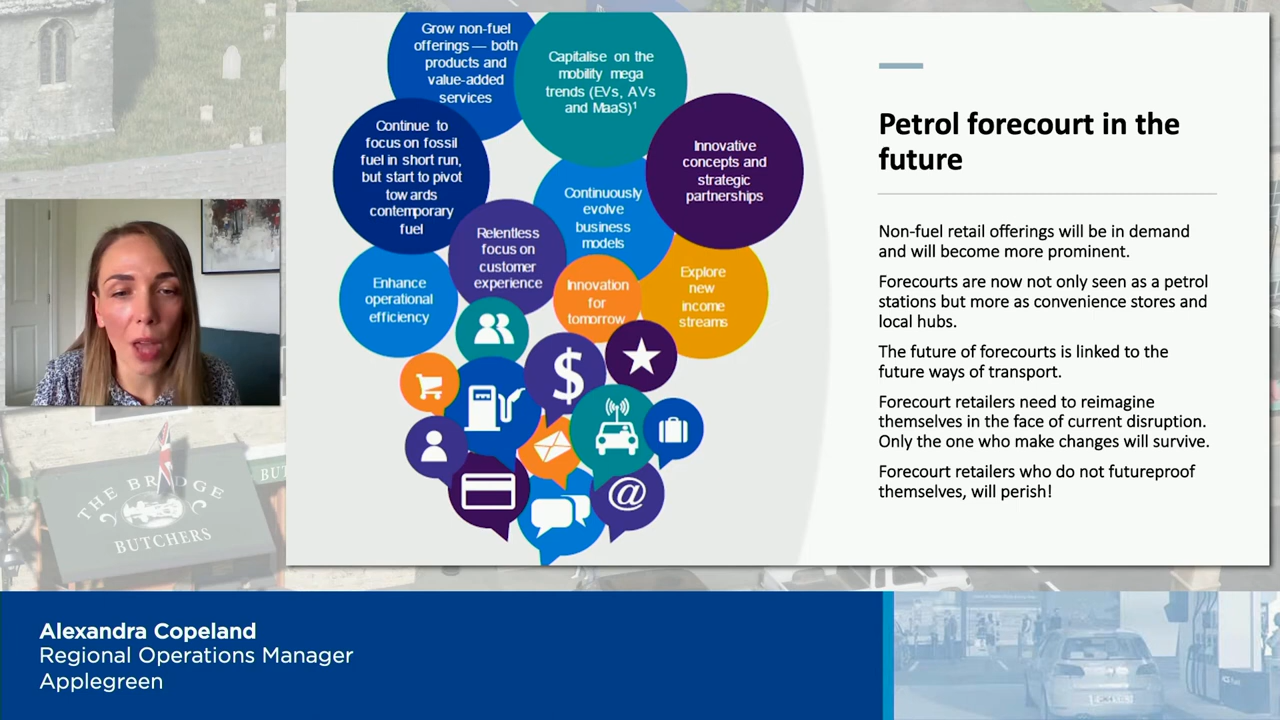 Grow non-fuel
offerings — both
products and
value-added
services
Capitalise on the
mobility mega
trends (EVs, AVs
and MaaS)¹
Continue to
focus on fossil
fuel in short run,
but start to pivot
tow ards
contemporary
fuel
Innovative
concepts and
strategic
partnerships
Continuously
evolve
business
models
Relentless
focus on
customer
experience
Enhance
operational
efficiency
Innovation
for
tomorrow
Explore
new
income
streams
$
@
Petrol forecourt in the
future
Non-fuel retail offerings will be in demand
and will become more prominent.
Forecourts are now not only seen as a petrol
stations but more as convenience stores and
local hubs.
The future of forecourts is linked to the
future ways of transport.
Forecourt retailers need to reimagine
themselves in the face of current disruption.
Only the one who make changes will survive.
Forecourt retailers who do not futureproof
themselves, will perish!
THE BRIDGE
BUTCHERS
Alexandra Copeland
Regional Operations Manager
Applegreen